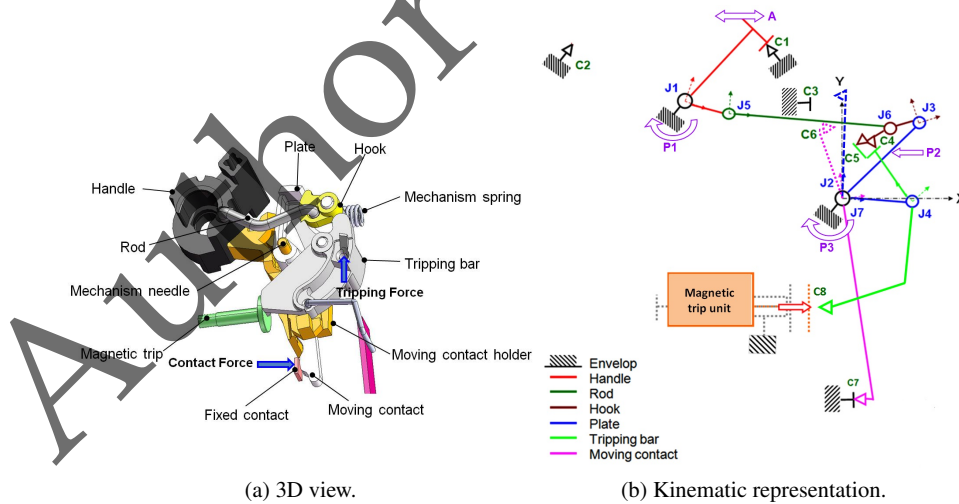 Author
Plate
Hook
Handle
Mechanism spring
Rod
Mechanism needle
Tripping bar
Tripping Force
Magnetic trip
Contact Force
Moving contact holder
Fixed contact
Moving contact
(a) 3D view.
A
C1
C2
Y
J1
J5
C3
J6
J3
C6
C4
C5
P1
P2
J2
X
J7
J4
P3
C8
Magnetic
trip unit
C7
Envelop
Handle
Rod
Hook
Plate
Tripping bar
Moving contact
(b) Kinematic representation.